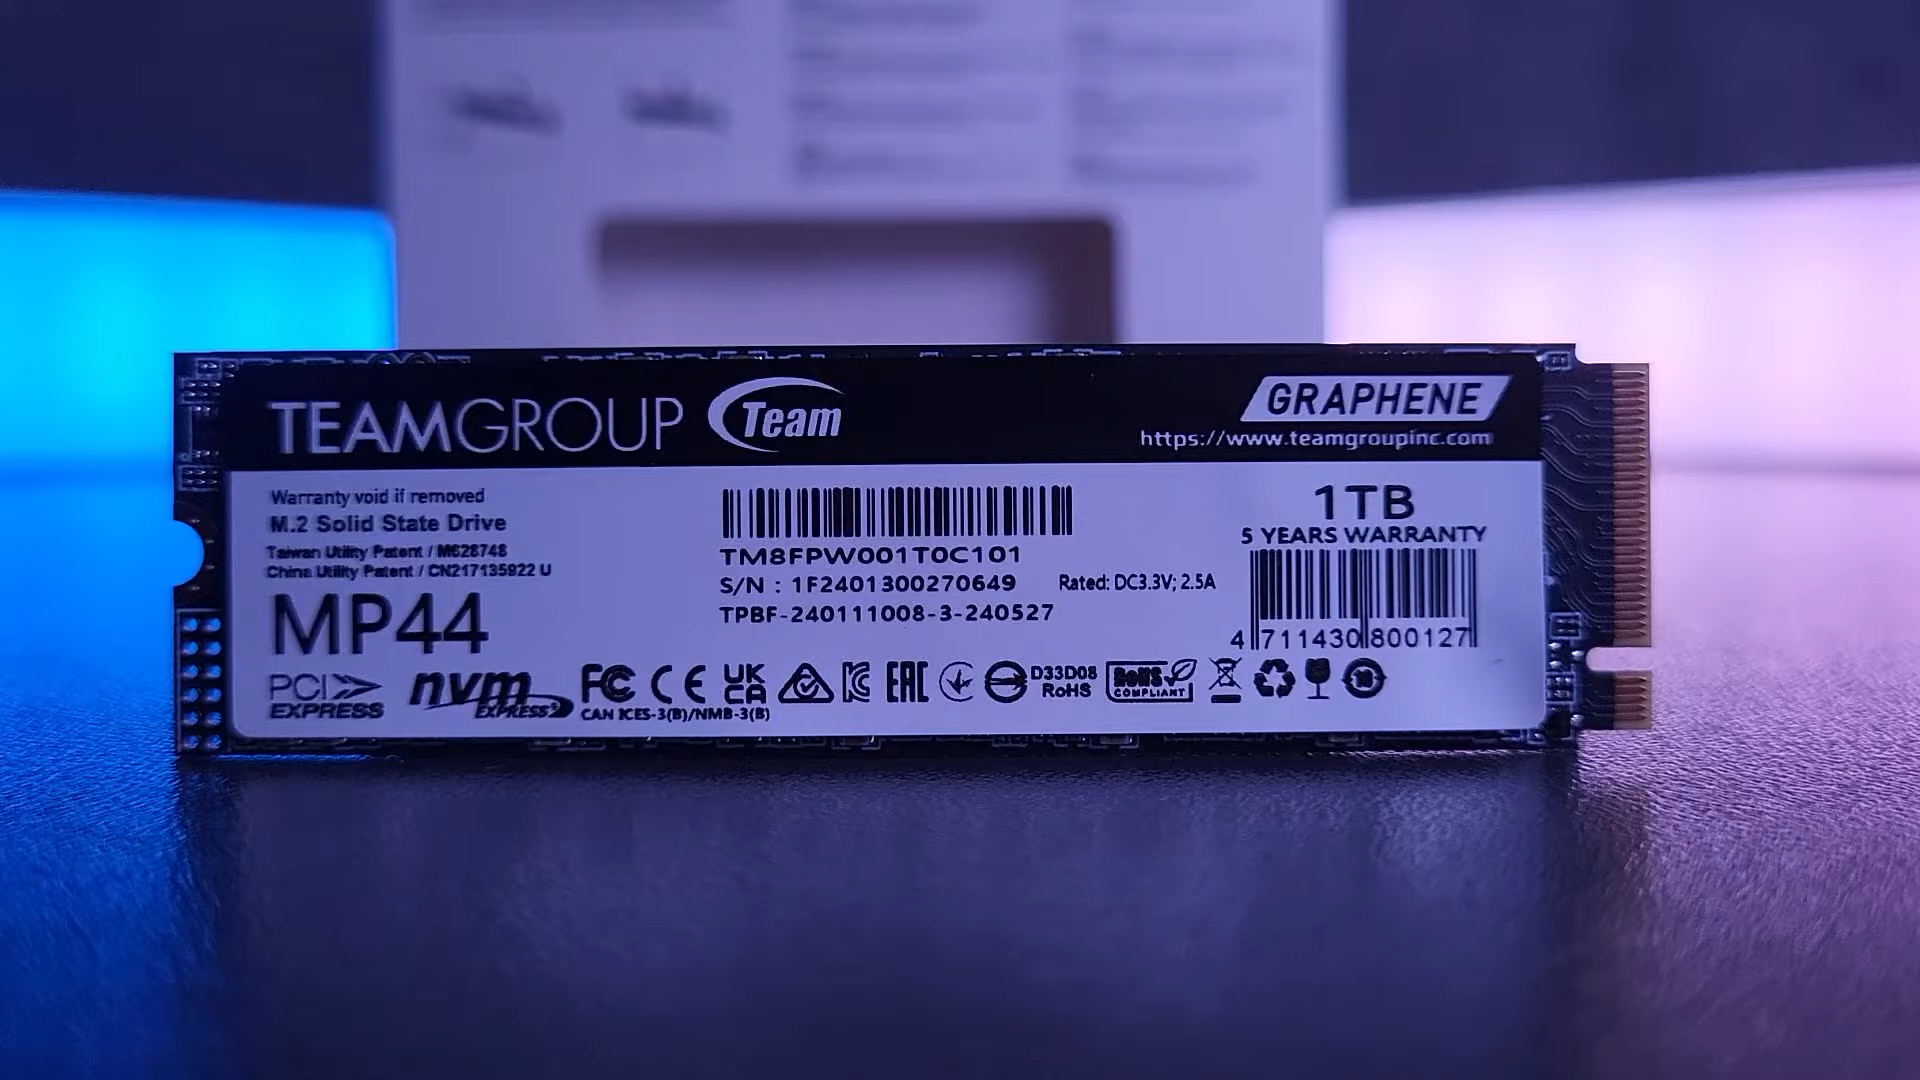 TEAMGROUP Team
GRAPHENE
https://www.teamgroupinc.com
Warranty void if removed
M.2 Solid State Drive
Taiwan Utility Patent / M628748
China Utility Patent / CN217135922 U
MP44
PCI
EXPRESS
nvm
EXPRESS
TM8FPW001T0C101
S/N : 1F2401300270649
Rated: DC3.3V; 2.5A
TPBF-240111008-3-240527
1TB
5 YEARS WARRANTY
4 711430 800127
FC CE UK
CA
EAC
D33D08
RoHS
RoHS
COMPLIANT
10
CAN ICES-3(B)/NMB-3(B)